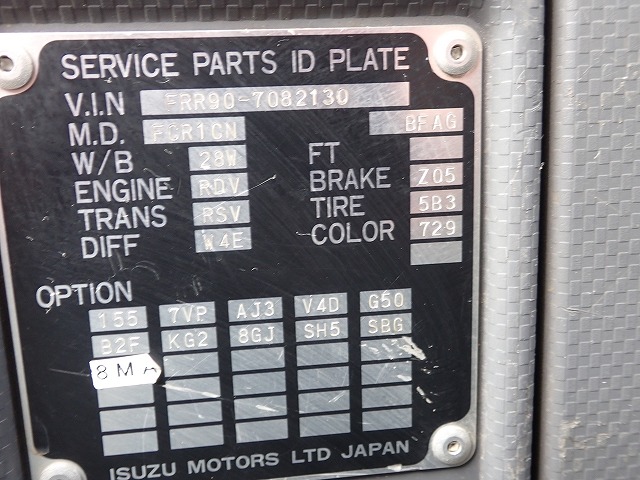 SERVICE PARTS ID PLATE
V.I.N FRR90-7082130
M.D. FCR1CN BFAG
W/B 28W FT
ENGINE RDV BRAKE Z05
TRANS RSV TIRE 5B3
DIFF W4E COLOR 729
OPTION
155 7VP AJ3 V4D G50
B2F KG2 8GJ SH5 SBG
8MA
ISUZU MOTORS LTD JAPAN